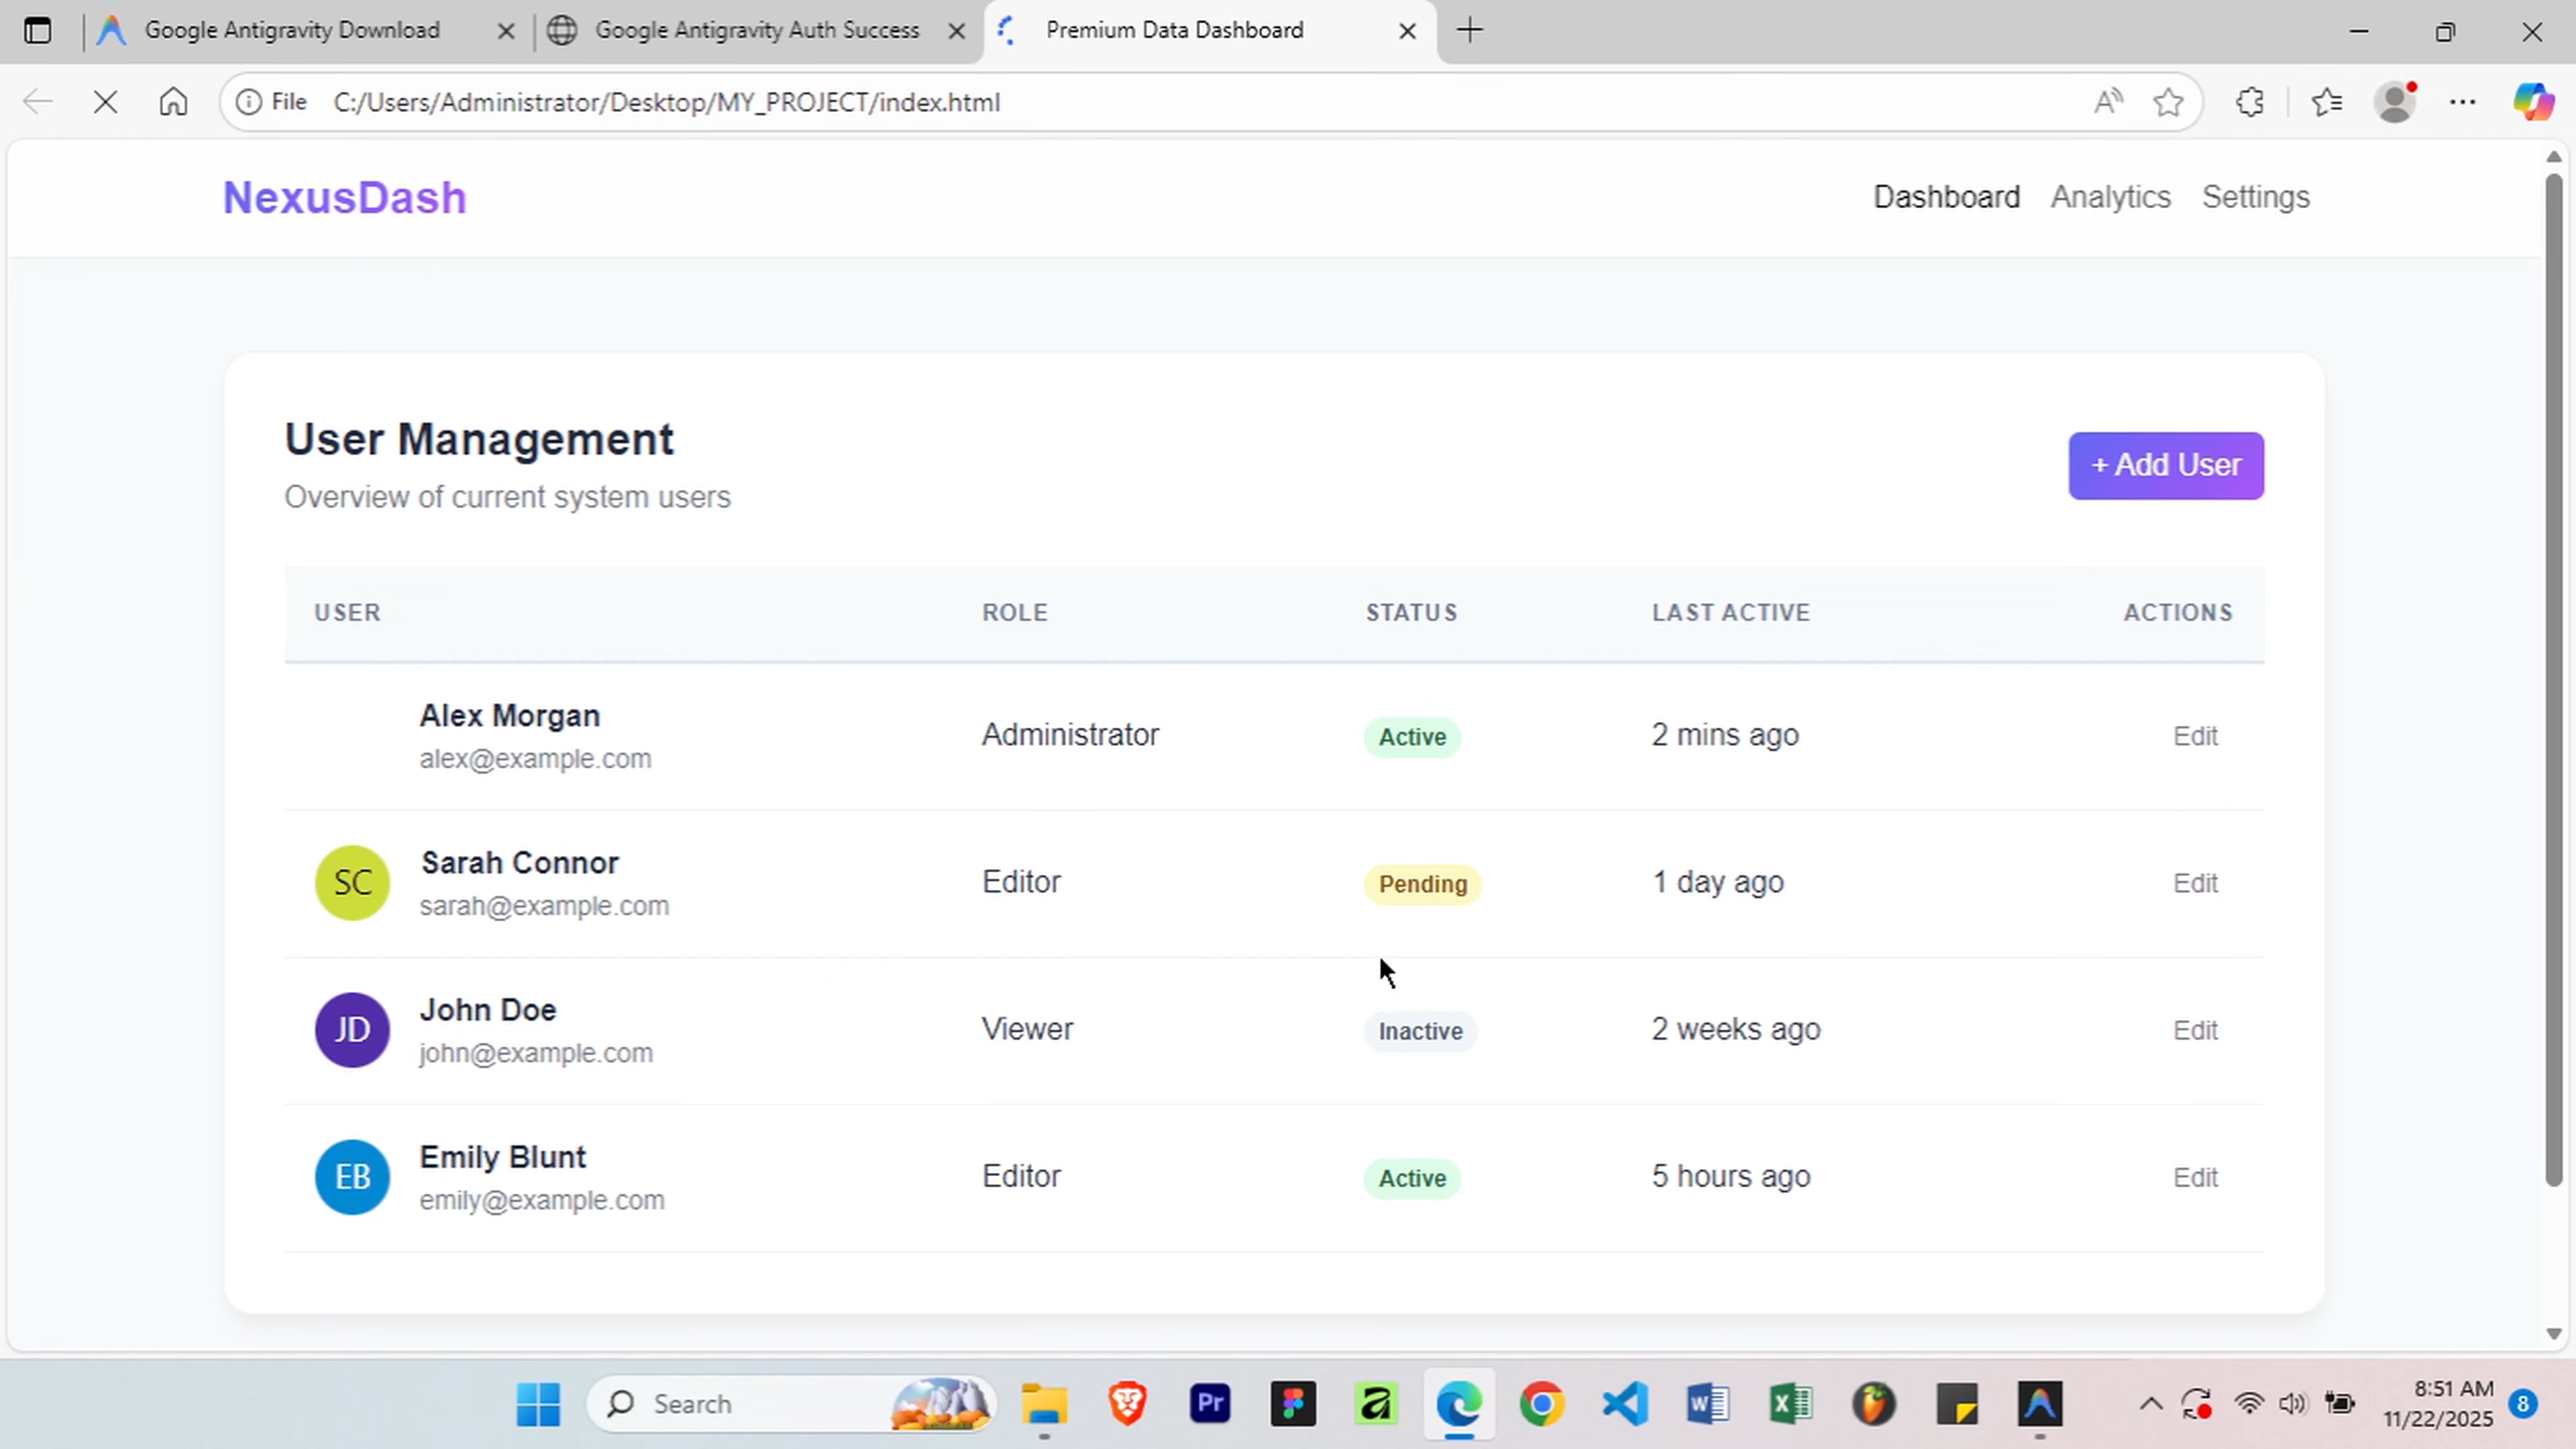 Google Antigravity Download
Google Antigravity Auth Success
Premium Data Dashboard
File C:/Users/Administrator/Desktop/MY_PROJECT/index.html
NexusDash
Dashboard Analytics Settings
User Management
Overview of current system users
+ Add User
USER ROLE STATUS LAST ACTIVE ACTIONS
Alex Morgan
alex@example.com
Administrator Active 2 mins ago Edit
SC
Sarah Connor
sarah@example.com
Editor Pending 1 day ago Edit
JD
John Doe
john@example.com
Viewer Inactive 2 weeks ago Edit
EB
Emily Blunt
emily@example.com
Editor Active 5 hours ago Edit
Search
Pr
a
W
X
8:51 AM
11/22/2025
8